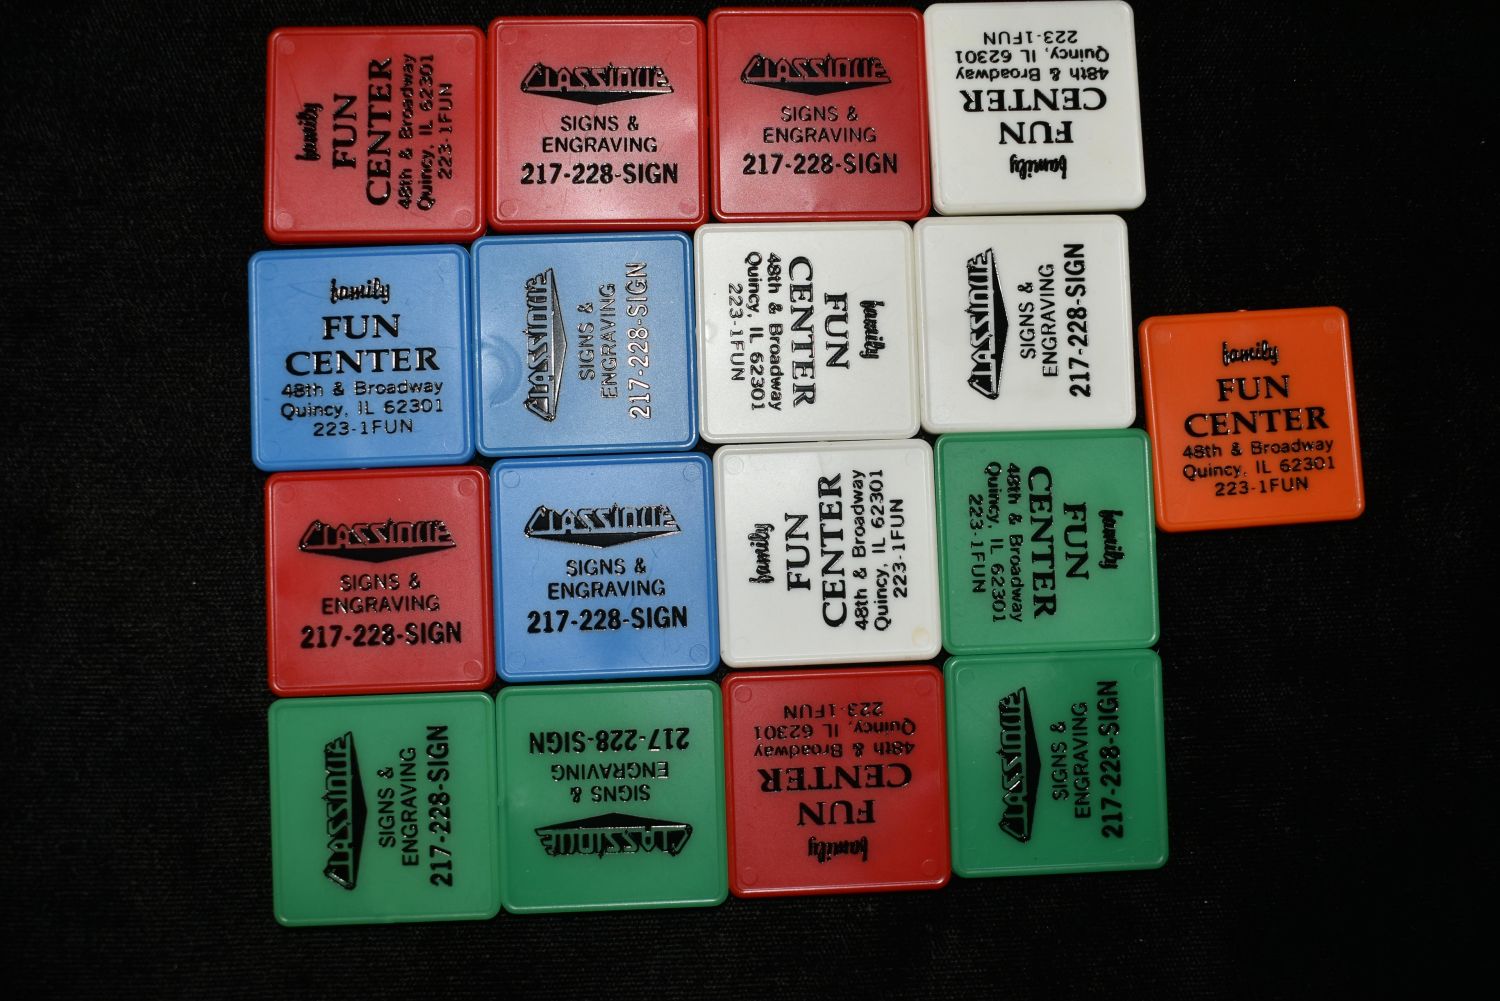 family
FUN
CENTER
48th & Broadway
Quincy, IL 62301
223-1FUN
CLASSIQUE
SIGNS &
ENGRAVING
217-228-SIGN
CLASSIQUE
SIGNS &
ENGRAVING
217-228-SIGN
family
FUN
CENTER
48th & Broadway
Quincy, IL 62301
223-1FUN
family
FUN
CENTER
48th & Broadway
Quincy, IL 62301
223-1FUN
CLASSIQUE
SIGNS &
ENGRAVING
217-228-SIGN
family
FUN
CENTER
48th & Broadway
Quincy, IL 62301
223-1FUN
CLASSIQUE
SIGNS &
ENGRAVING
217-228-SIGN
family
FUN
CENTER
48th & Broadway
Quincy, IL 62301
223-1FUN
CLASSIQUE
SIGNS &
ENGRAVING
217-228-SIGN
CLASSIQUE
SIGNS &
ENGRAVING
217-228-SIGN
family
FUN
CENTER
48th & Broadway
Quincy, IL 62301
223-1FUN
family
FUN
CENTER
48th & Broadway
Quincy, IL 62301
223-1FUN
CLASSIQUE
SIGNS &
ENGRAVING
217-228-SIGN
CLASSIQUE
SIGNS &
ENGRAVING
217-228-SIGN
family
FUN
CENTER
48th & Broadway
Quincy, IL 62301
223-1FUN
CLASSIQUE
SIGNS &
ENGRAVING
217-228-SIGN